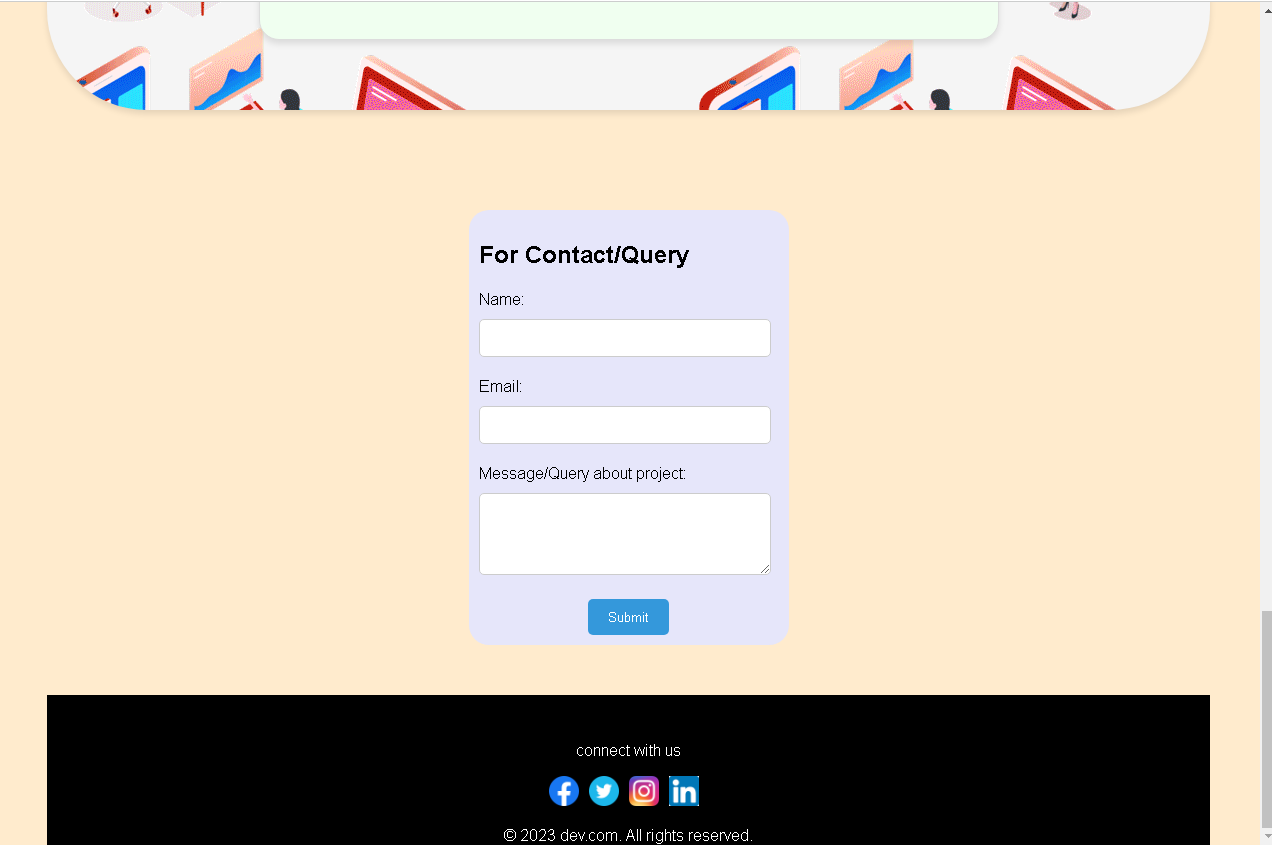 For Contact/Query
Name:
Email:
Message/Query about project:
Submit
connect with us
© 2023 dev.com. All rights reserved.